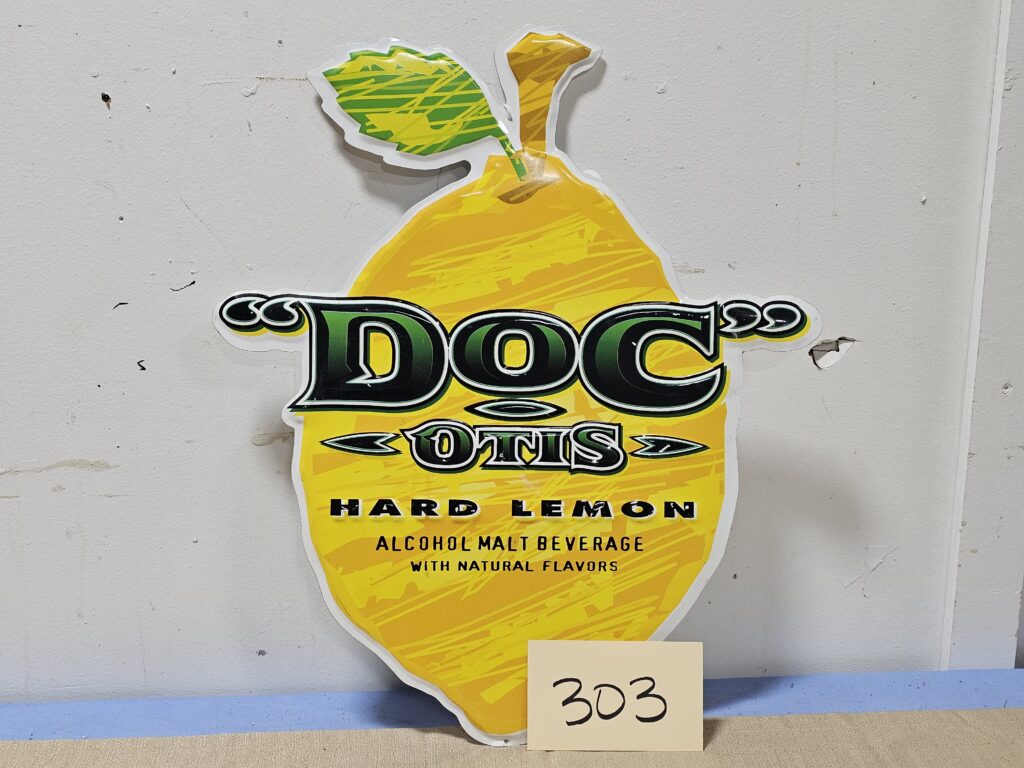 “DOC”
OTIS
HARD LEMON
ALCOHOL MALT BEVERAGE
WITH NATURAL FLAVORS
303